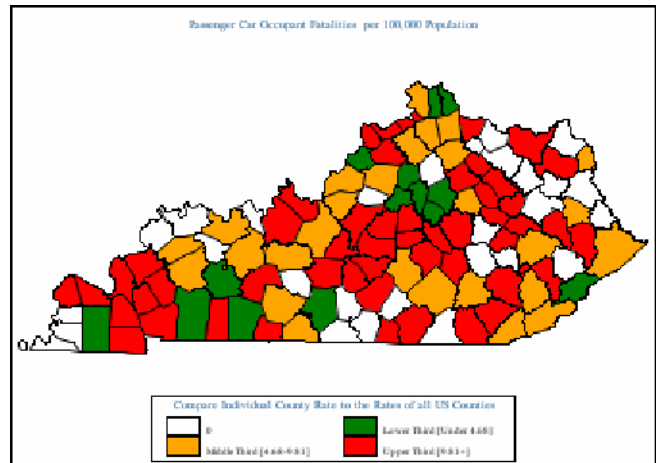 Passenger Car Occupant Fatalities per 100,000 Population
Compare Individual County Rate to the Rates of all US Counties
0
Lower Third [Under 4.68]
Middle Third [4.68-9.81]
Upper Third [9.81+]